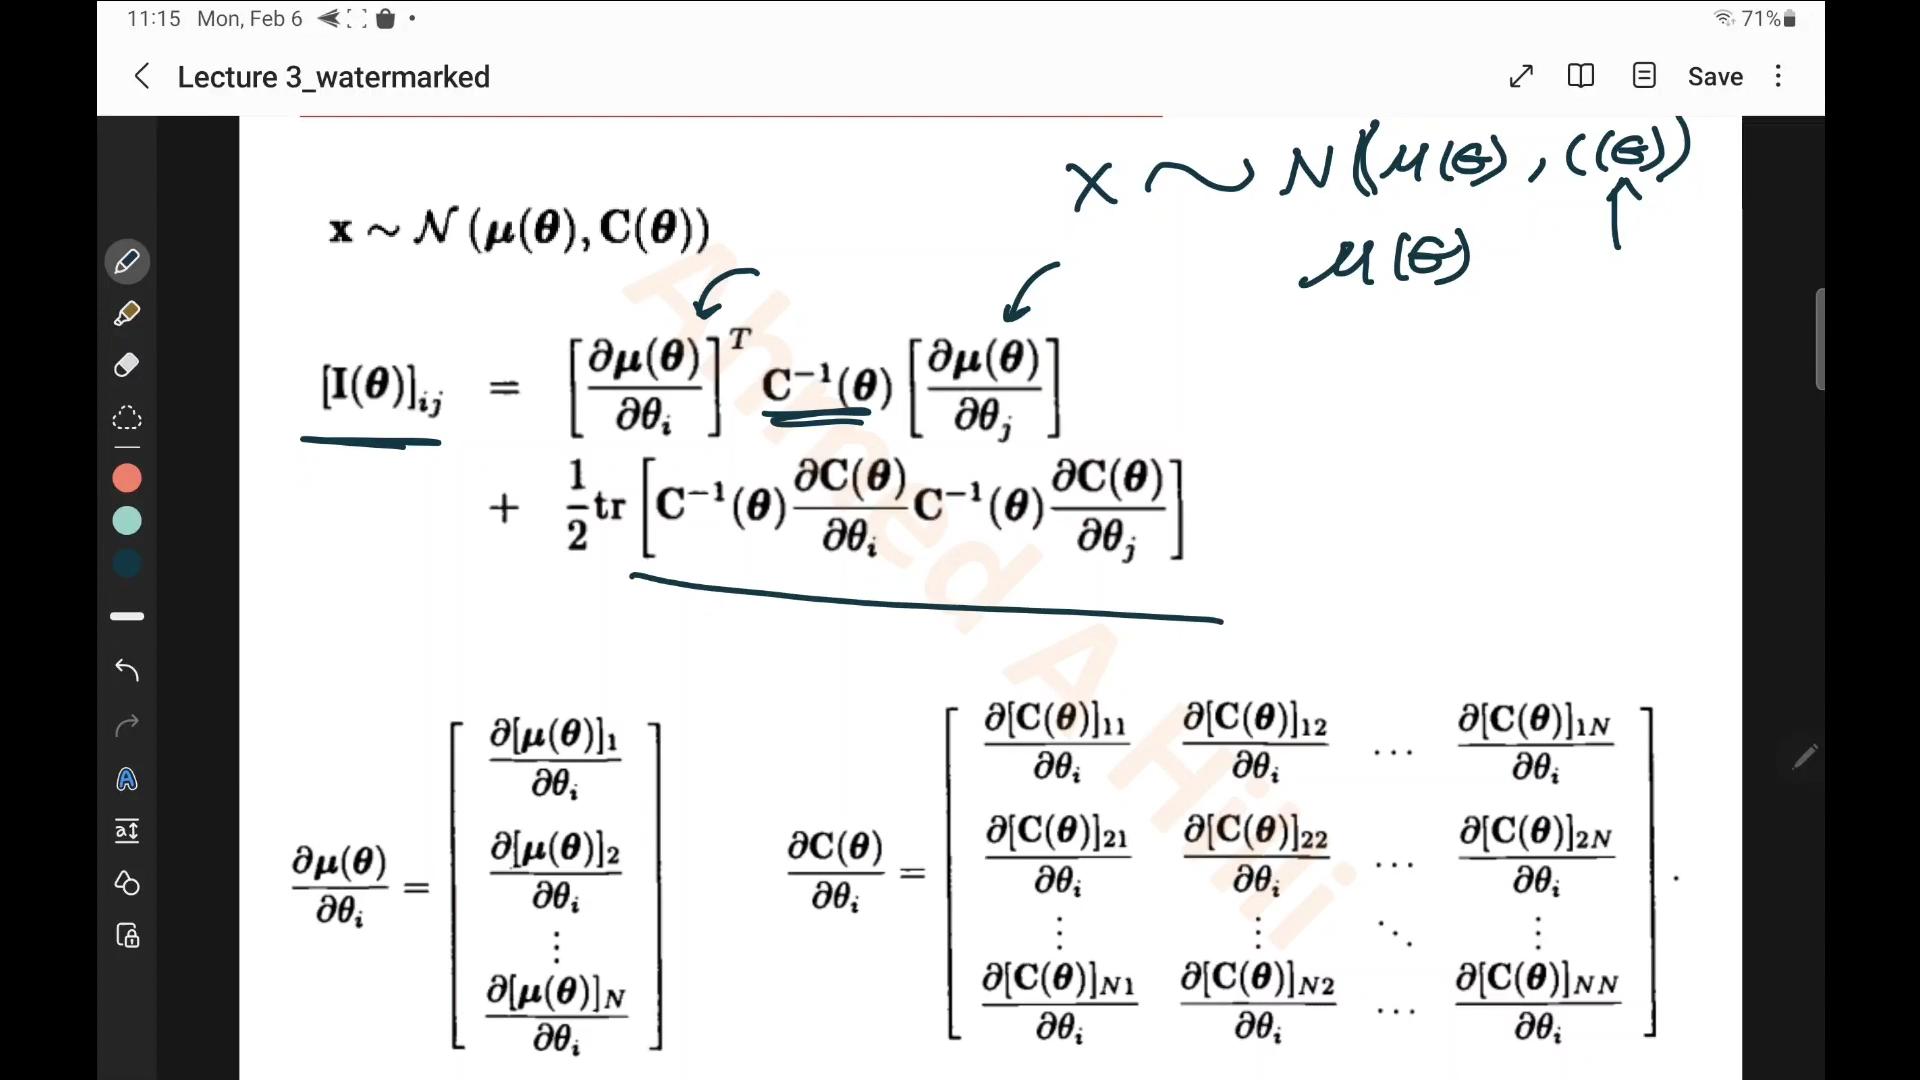 11:15 Mon, Feb 6
71%
Lecture 3_watermarked
Save
x ~ N(μ(θ), C(θ))
x ~ N(μ(θ), C(θ))
μ(θ)
[I(θ)]ij = [∂μ(θ)/∂θi]^T C⁻¹(θ) [∂μ(θ)/∂θj]
+ 1/2 tr [C⁻¹(θ) ∂C(θ)/∂θi C⁻¹(θ) ∂C(θ)/∂θj]
∂μ(θ)/∂θi = [ ∂[μ(θ)]1/∂θi
∂[μ(θ)]2/∂θi
⋮
∂[μ(θ)]N/∂θi ]
∂C(θ)/∂θi = [ ∂[C(θ)]11/∂θi ∂[C(θ)]12/∂θi ... ∂[C(θ)]1N/∂θi
∂[C(θ)]21/∂θi ∂[C(θ)]22/∂θi ... ∂[C(θ)]2N/∂θi
⋮ ⋮ ⋱ ⋮
∂[C(θ)]N1/∂θi ∂[C(θ)]N2/∂θi ... ∂[C(θ)]NN/∂θi ] .
Ahmed A Hili